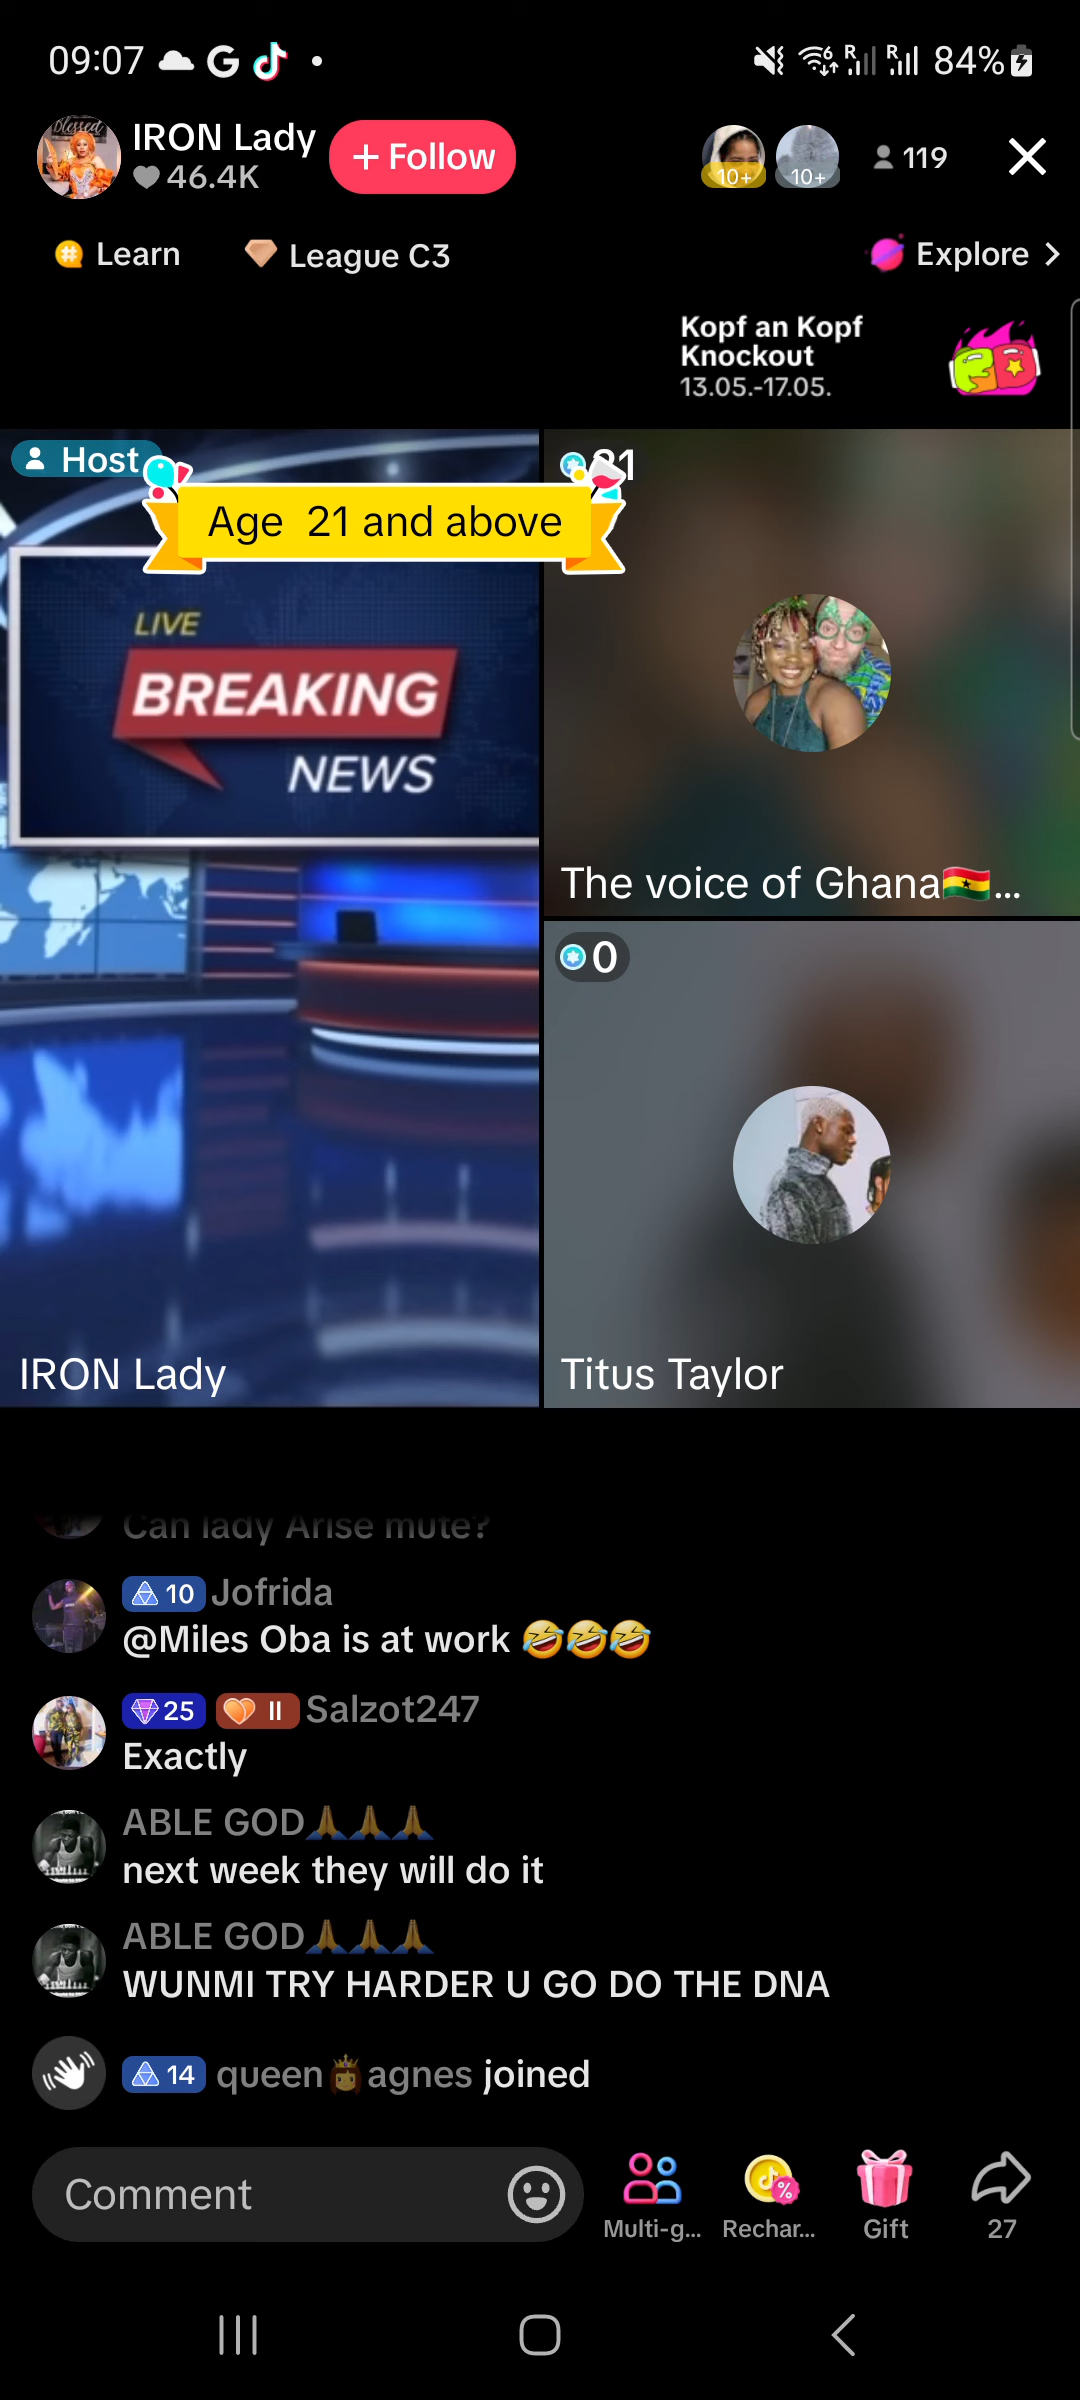 09:07
84%
IRON Lady
46.4K
+ Follow
10+
10+
119
Learn
League C3
Explore
Kopf an Kopf
Knockout
13.05.-17.05.
Host
Age 21 and above
LIVE
BREAKING
NEWS
IRON Lady
The voice of Ghana🇬🇭...
0
Titus Taylor
Can lady Arise mute?
10 Jofrida
@Miles Oba is at work 🤣🤣🤣
25 II Salzot247
Exactly
ABLE GOD🙏🙏🙏
next week they will do it
ABLE GOD🙏🙏🙏
WUNMI TRY HARDER U GO DO THE DNA
14 queen👸agnes joined
Comment
Multi-g...
Rechar...
Gift
27